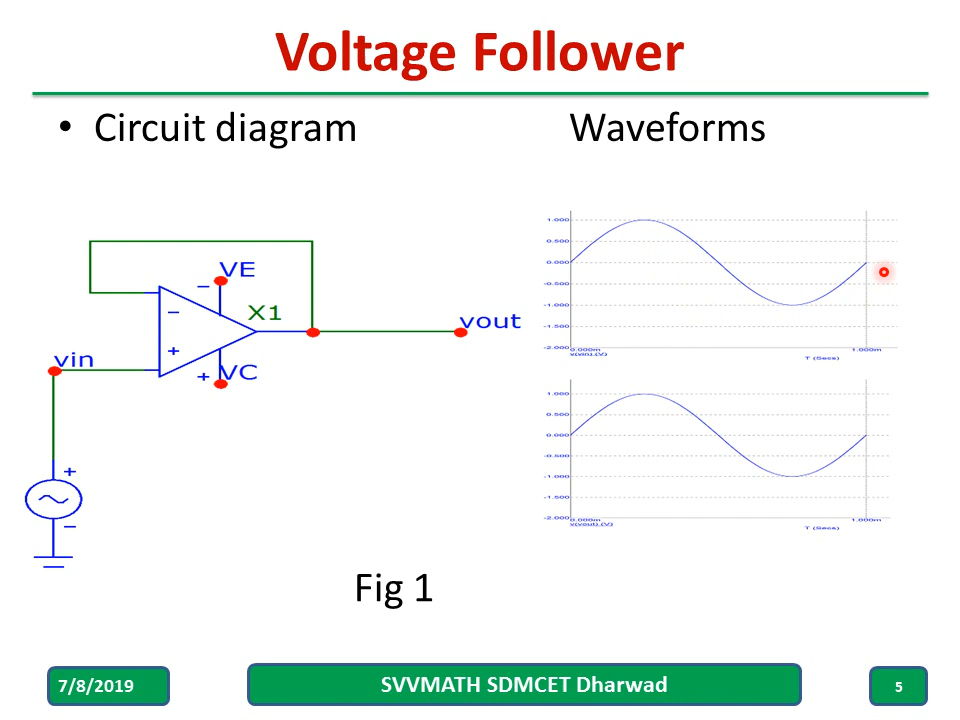 Voltage Follower
• Circuit diagram
Waveforms
VE
−
−
X1
vout
+
vin
+
VC
+
−
1.000
0.500
0.000
-0.500
-1.000
-1.500
-2.000
0.000m
1.000m
v(vin) (V)
T (Secs)
1.000
0.500
0.000
-0.500
-1.000
-1.500
-2.000
0.000m
1.000m
v(vout) (V)
T (Secs)
Fig 1
7/8/2019
SVVMATH SDMCET Dharwad
5